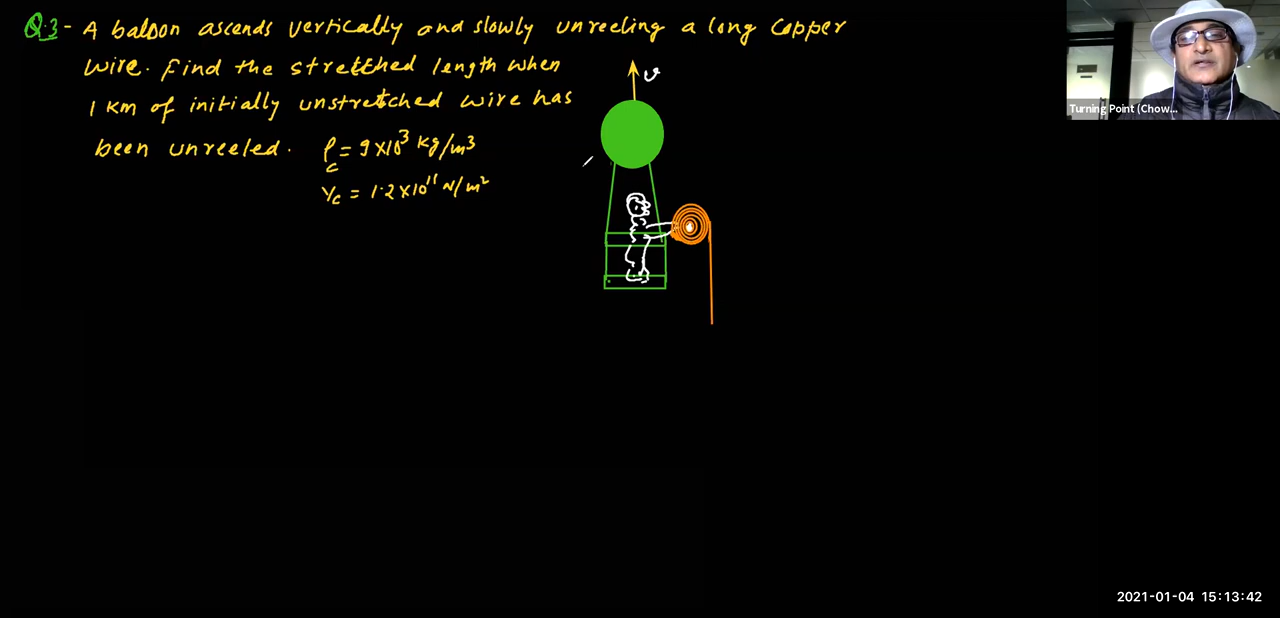 Q.3 - A baloon ascends vertically and slowly unreeling a long copper
wire. Find the stretched length when
1 km of initially unstretched wire has
been unreeled. ρc = 9×10³ kg/m³
Yc = 1.2×10¹¹ N/m²
v
Turning Point (Chow...
2021-01-04 15:13:42